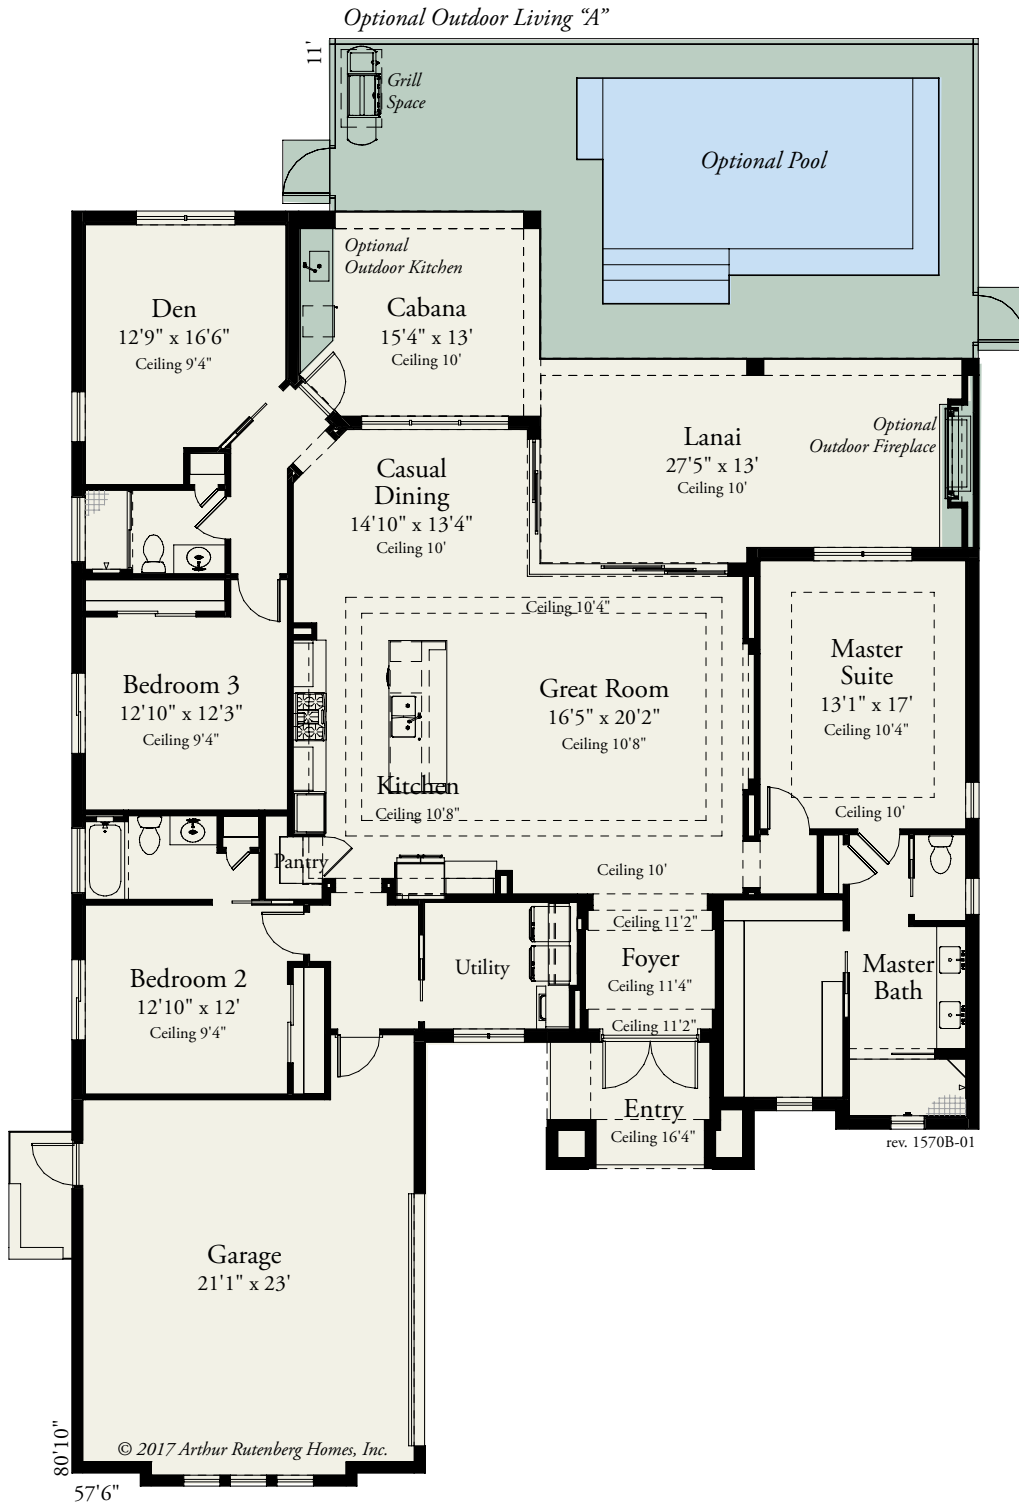 Optional Outdoor Living “A”
11'
Grill
Space
Optional Pool
Optional
Outdoor Kitchen
Den
12'9" x 16'6"
Ceiling 9'4"
Cabana
15'4" x 13'
Ceiling 10'
Optional
Outdoor Fireplace
Lanai
27'5" x 13'
Ceiling 10'
Casual
Dining
14'10" x 13'4"
Ceiling 10'
Ceiling 10'4"
Master
Suite
13'1" x 17'
Ceiling 10'4"
Ceiling 10'
Bedroom 3
12'10" x 12'3"
Ceiling 9'4"
Great Room
16'5" x 20'2"
Ceiling 10'8"
Kitchen
Ceiling 10'8"
Pantry
Ceiling 10'
Ceiling 11'2"
Foyer
Ceiling 11'4"
Ceiling 11'2"
Utility
Master
Bath
Bedroom 2
12'10" x 12'
Ceiling 9'4"
Entry
Ceiling 16'4"
rev. 1570B-01
Garage
21'1" x 23'
© 2017 Arthur Rutenberg Homes, Inc.
80'10"
57'6"